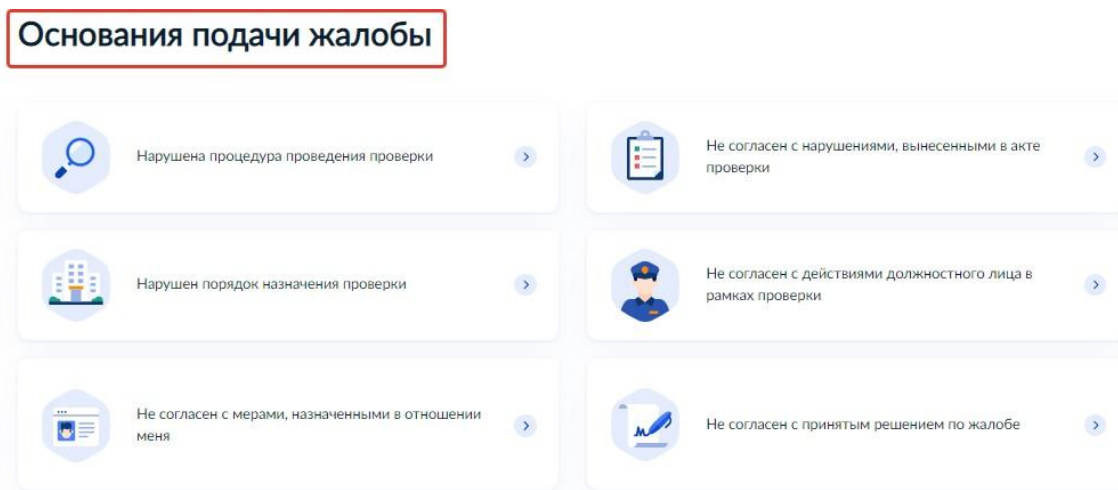 Основания подачи жалобы
Нарушена процедура проведения проверки
Не согласен с нарушениями, вынесенными в акте
проверки
Нарушен порядок назначения проверки
Не согласен с действиями должностного лица в
рамках проверки
Не согласен с мерами, назначенными в отношении
меня
Не согласен с принятым решением по жалобе